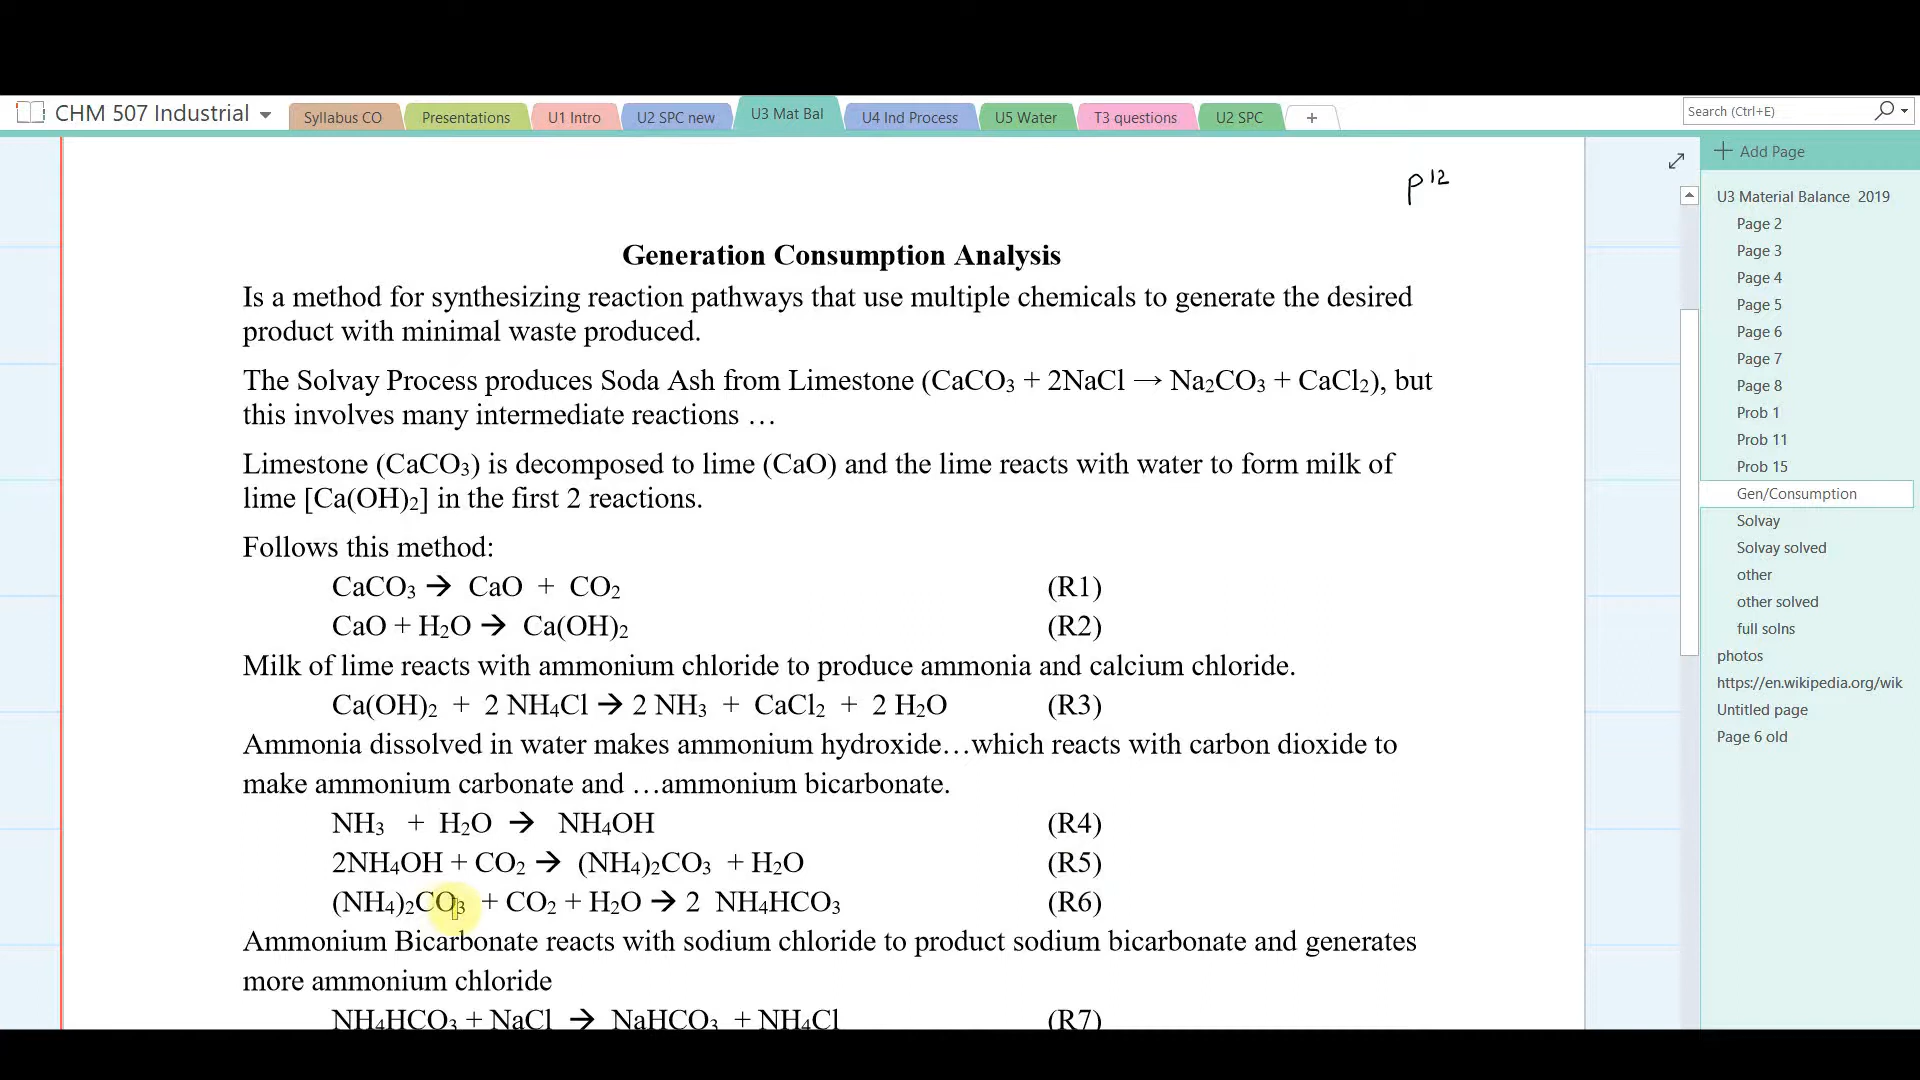 CHM 507 Industrial
Syllabus CO
Presentations
U1 Intro
U2 SPC new
U3 Mat Bal
U4 Ind Process
U5 Water
T3 questions
U2 SPC
+
Search (Ctrl+E)
p12
Generation Consumption Analysis
Is a method for synthesizing reaction pathways that use multiple chemicals to generate the desired
product with minimal waste produced.
The Solvay Process produces Soda Ash from Limestone (CaCO₃ + 2NaCl → Na₂CO₃ + CaCl₂), but
this involves many intermediate reactions …
Limestone (CaCO₃) is decomposed to lime (CaO) and the lime reacts with water to form milk of
lime [Ca(OH)₂] in the first 2 reactions.
Follows this method:
CaCO₃ → CaO + CO₂ (R1)
CaO + H₂O → Ca(OH)₂ (R2)
Milk of lime reacts with ammonium chloride to produce ammonia and calcium chloride.
Ca(OH)₂ + 2 NH₄Cl → 2 NH₃ + CaCl₂ + 2 H₂O (R3)
Ammonia dissolved in water makes ammonium hydroxide…which reacts with carbon dioxide to
make ammonium carbonate and …ammonium bicarbonate.
NH₃ + H₂O → NH₄OH (R4)
2NH₄OH + CO₂ → (NH₄)₂CO₃ + H₂O (R5)
(NH₄)₂CO₃ + CO₂ + H₂O → 2 NH₄HCO₃ (R6)
Ammonium Bicarbonate reacts with sodium chloride to product sodium bicarbonate and generates
more ammonium chloride
NH₄HCO₃ + NaCl → NaHCO₃ + NH₄Cl (R7)
Add Page
U3 Material Balance 2019
Page 2
Page 3
Page 4
Page 5
Page 6
Page 7
Page 8
Prob 1
Prob 11
Prob 15
Gen/Consumption
Solvay
Solvay solved
other
other solved
full solns
photos
https://en.wikipedia.org/wik
Untitled page
Page 6 old